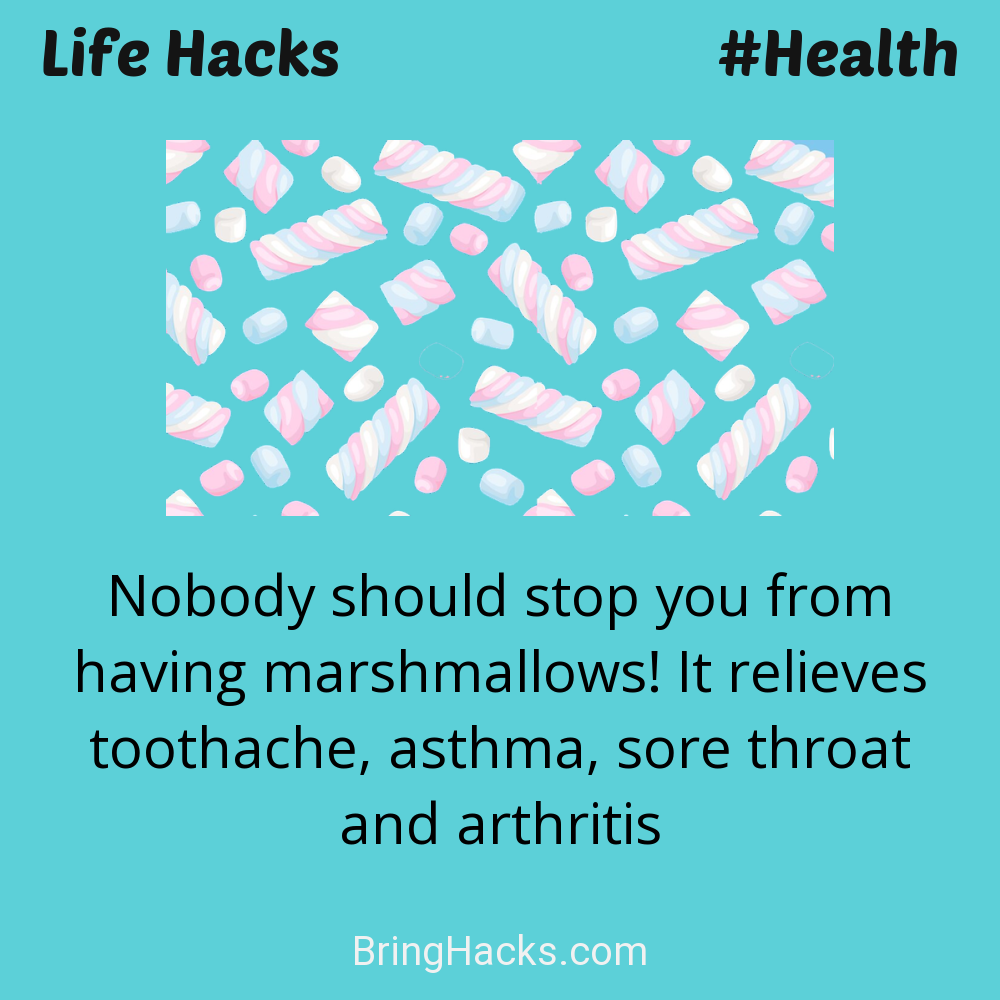 Life Hacks
#Health
Nobody should stop you from
having marshmallows! It relieves
toothache, asthma, sore throat
and arthritis
BringHacks.com